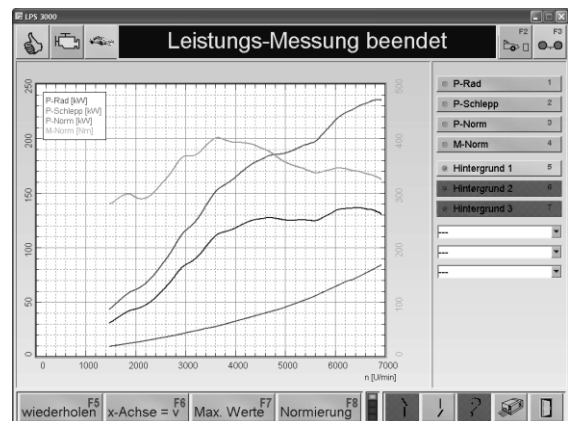 LPS 3000
Leistungs-Messung beendet
F2
F3
P-Rad [kW]
P-Schlepp [kW]
P-Norm [kW]
M-Norm [Nm]
250
200
150
100
50
0
500
400
300
200
100
0
0 1000 2000 3000 4000 5000 6000 7000
n [U/min]
P-Rad 1
P-Schlepp 2
P-Norm 3
M-Norm 4
Hintergrund 1 5
Hintergrund 2 6
Hintergrund 3 7
---
---
---
F5 wiederholen
F6 x-Achse = v
F7 Max. Werte
F8 Normierung